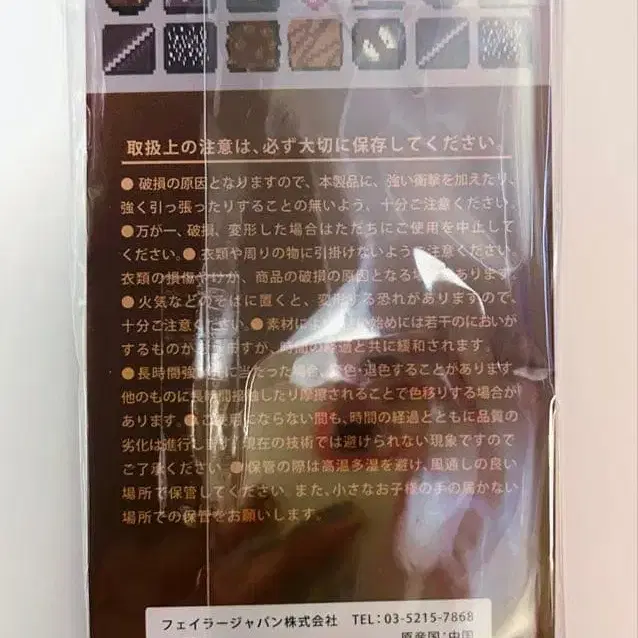 取扱上の注意は、必ず大切に保存してください。
● 破損の原因となりますので、本製品に、強い衝撃を加えたり、
強く引っ張ったりすることの無いよう、十分ご注意ください。
●万が一、破損、変形した場合はただちにご使用を中止して
ください。● 衣類や周りの物に引掛けないようご注意ください。
衣類の損傷やけが、商品の破損の原因となる場合があります。
● 火気などのそばに置くと、変形する恐れがありますので、
十分ご注意ください。● 素材により使い始めには若干のにおいが
するものがありますが、時間の経過と共に緩和されます。
● 長時間強い光に当たった場合、変色・退色することがあります。
他のものに長時間接触したり摩擦されることで色移りする場合が
あります。● ご使用にならない間も、時間の経過とともに品質の
劣化は進行します。現在の技術では避けられない現象ですので
ご了承ください。● 保管の際は高温多湿を避け、風通しの良い
場所で保管してください。また、小さなお子様の手の届かない
場所での保管をお願いします。
フェイラージャパン株式会社 TEL：03-5215-7868
原産国：中国